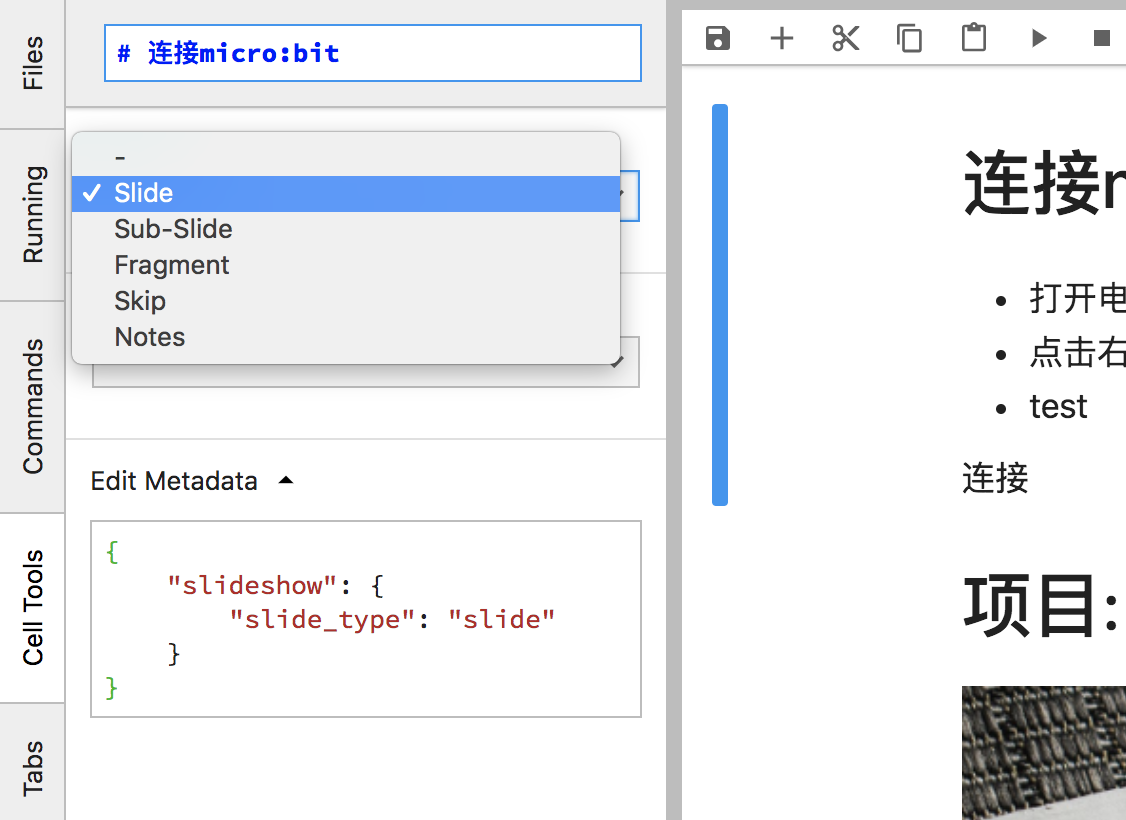 Files
Running
Commands
Cell Tools
Tabs
# 连接micro:bit
-
Slide
Sub-Slide
Fragment
Skip
Notes
Edit Metadata
{
"slideshow": {
"slide_type": "slide"
}
}
连接
打开电
点击右
test
连接
项目: